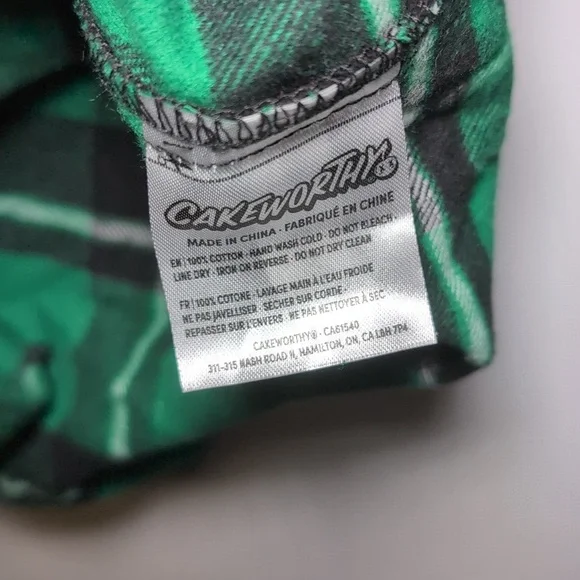 CAKEWORTHY®
MADE IN CHINA · FABRIQUÉ EN CHINE
EN | 100% COTTON · HAND WASH COLD · DO NOT BLEACH
LINE DRY · IRON ON REVERSE · DO NOT DRY CLEAN
FR | 100% COTONE · LAVAGE MAIN À L'EAU FROIDE
NE PAS JAVELLISER · SÉCHER SUR CORDE ·
REPASSER SUR L'ENVERS · NE PAS NETTOYER À SEC
CAKEWORTHY® · CA61540
311-315 NASH ROAD N, HAMILTON, ON, CA L8H 7P4